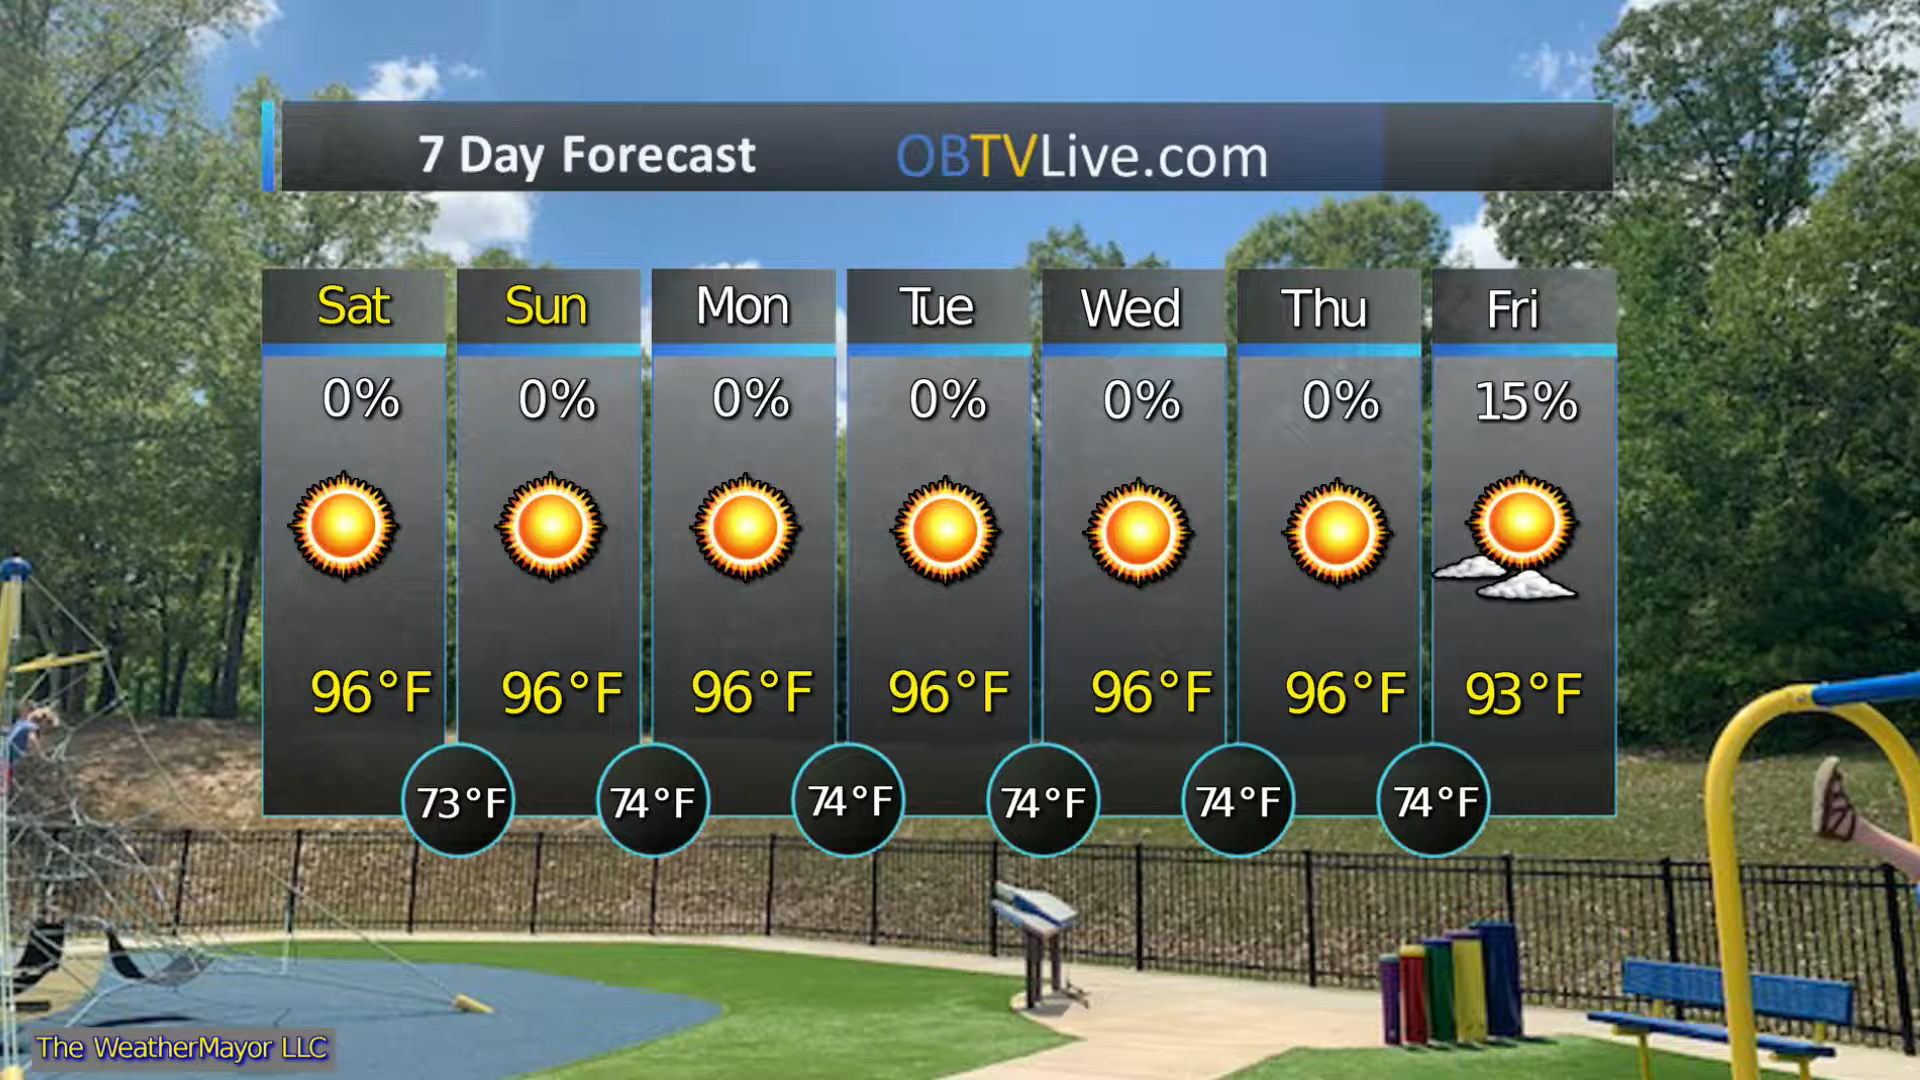 7 Day Forecast OBTVLive.com
Sat Sun Mon Tue Wed Thu Fri
0% 0% 0% 0% 0% 0% 15%
96°F 96°F 96°F 96°F 96°F 96°F 93°F
73°F 74°F 74°F 74°F 74°F 74°F
The WeatherMayor LLC